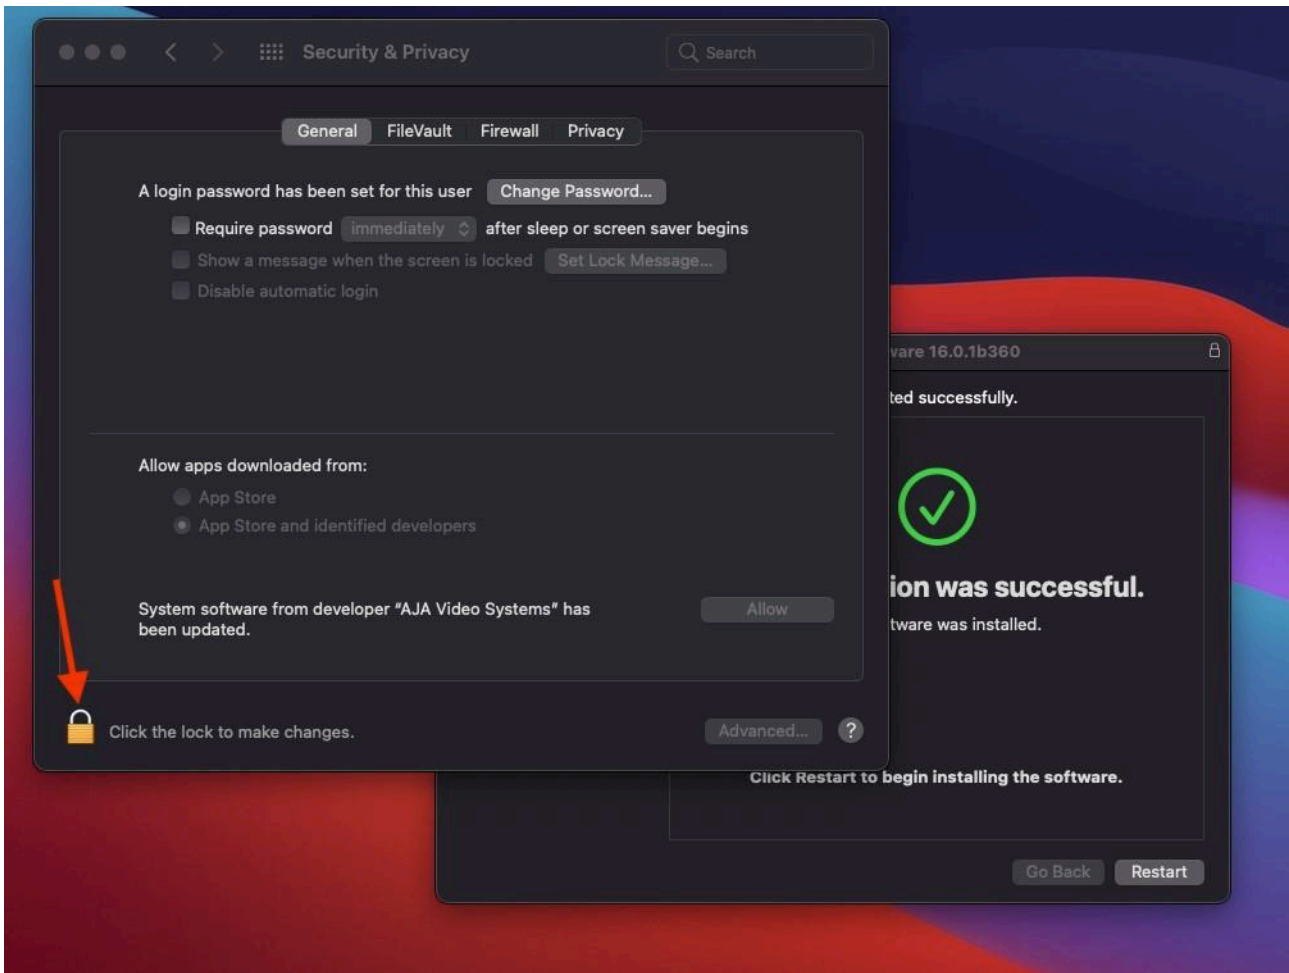 Security & Privacy
Search
General FileVault Firewall Privacy
A login password has been set for this user Change Password...
Require password immediately after sleep or screen saver begins
Show a message when the screen is locked Set Lock Message...
Disable automatic login
Allow apps downloaded from:
App Store
App Store and identified developers
System software from developer “AJA Video Systems” has
been updated.
Allow
Click the lock to make changes.
Advanced... ?
ware 16.0.1b360
ted successfully.
ion was successful.
tware was installed.
Click Restart to begin installing the software.
Go Back Restart